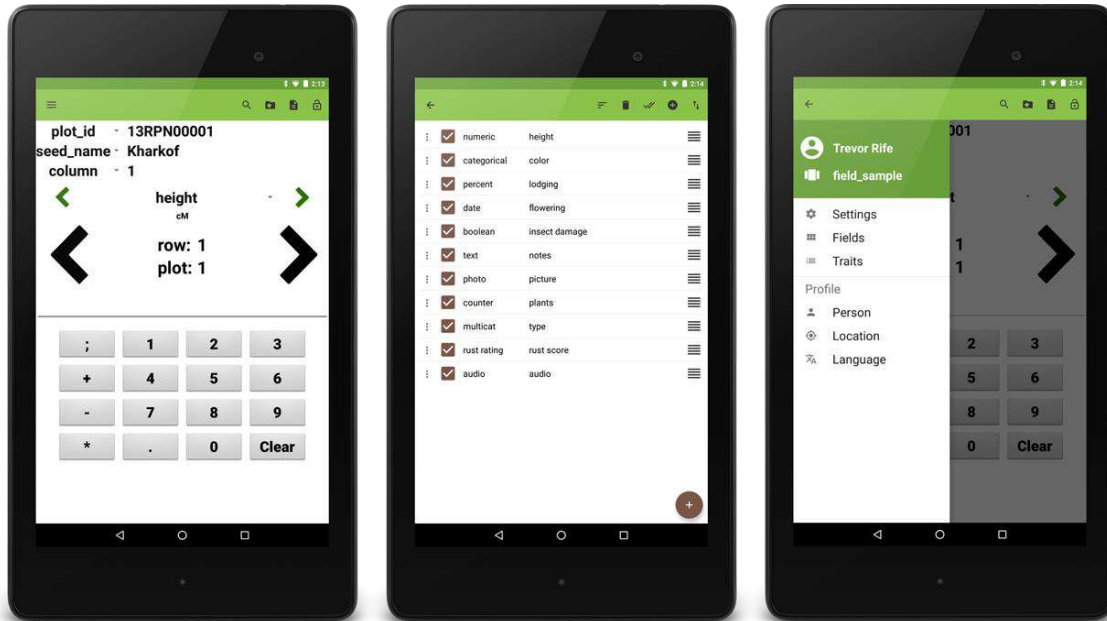 2:13
plot_id 13RPN00001
seed_name Kharkof
column 1
height
cM
row: 1
plot: 1
; 1 2 3
+ 4 5 6
- 7 8 9
* . 0 Clear
2:14
numeric height
categorical color
percent lodging
date flowering
boolean insect damage
text notes
photo picture
counter plants
multicat type
rust rating rust score
audio audio
+
2:14
001
Trevor Rife
field_sample
t
Settings
Fields
1
Traits
1
Profile
Person
Location
2 3
Language
5 6
8 9
0 Clear